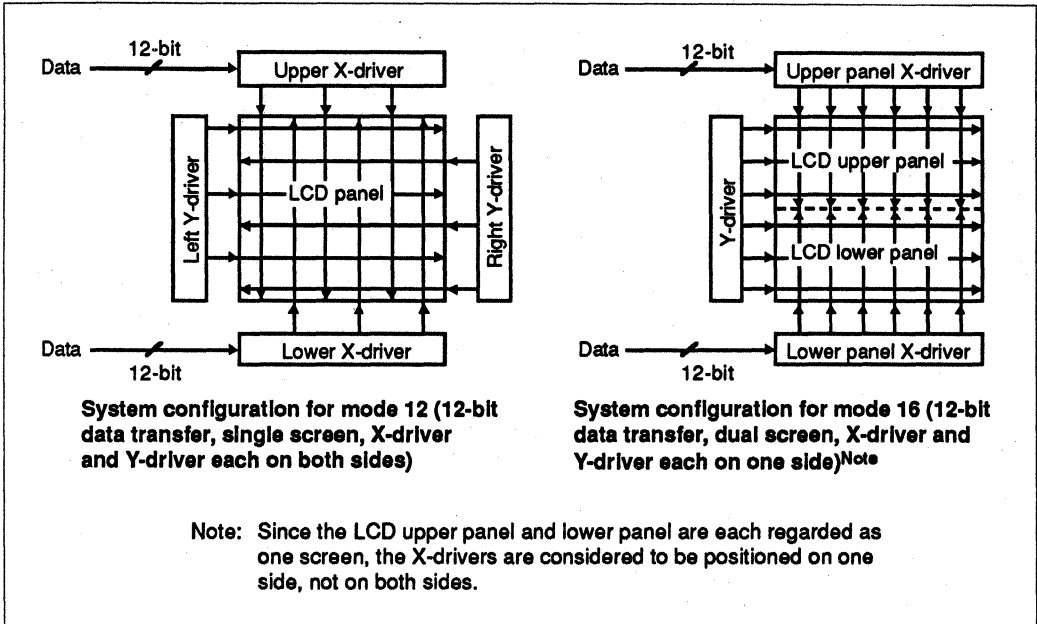 12-bit
Data
Upper X-driver
Left Y-driver
LCD panel
Right Y-driver
Data
Lower X-driver
12-bit
System configuration for mode 12 (12-bit
data transfer, single screen, X-driver
and Y-driver each on both sides)
12-bit
Data
Upper panel X-driver
Y-driver
LCD upper panel
LCD lower panel
Data
Lower panel X-driver
12-bit
System configuration for mode 16 (12-bit
data transfer, dual screen, X-driver and
Y-driver each on one side)Note
Note: Since the LCD upper panel and lower panel are each regarded as
one screen, the X-drivers are considered to be positioned on one
side, not on both sides.